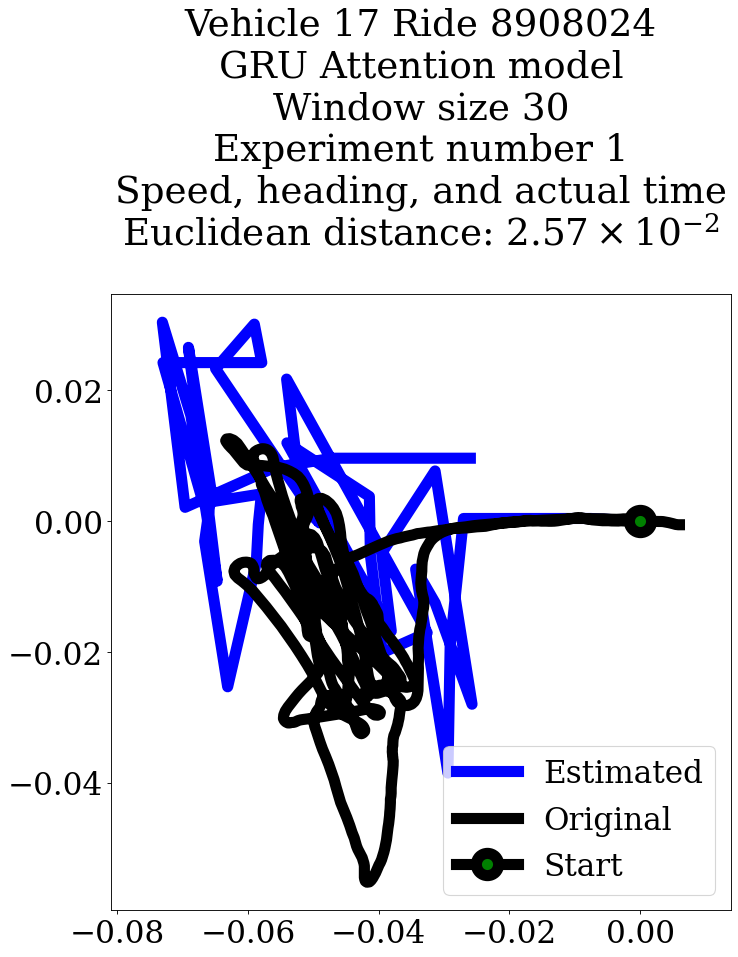 Vehicle 17 Ride 8908024
GRU Attention model
Window size 30
Experiment number 1
Speed, heading, and actual time
Euclidean distance: 2.57 × 10⁻²
0.02
0.00
−0.02
−0.04
Estimated
Original
Start
−0.08 −0.06 −0.04 −0.02 0.00